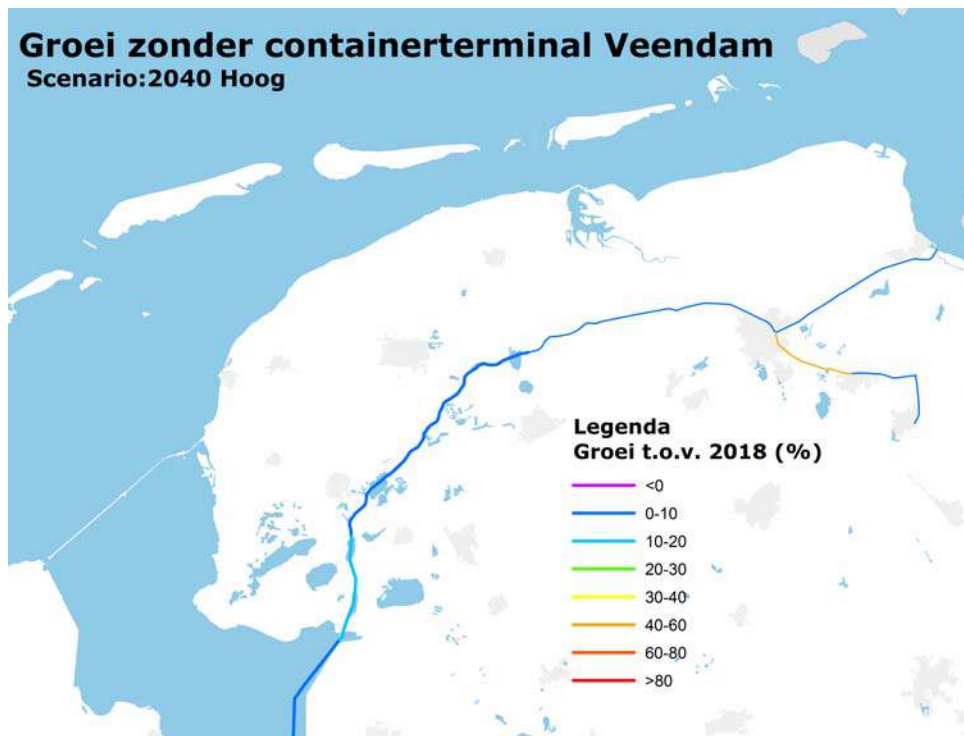 Groei zonder containerterminal Veendam
Scenario:2040 Hoog
Legenda
Groei t.o.v. 2018 (%)
<0
0-10
10-20
20-30
30-40
40-60
60-80
>80